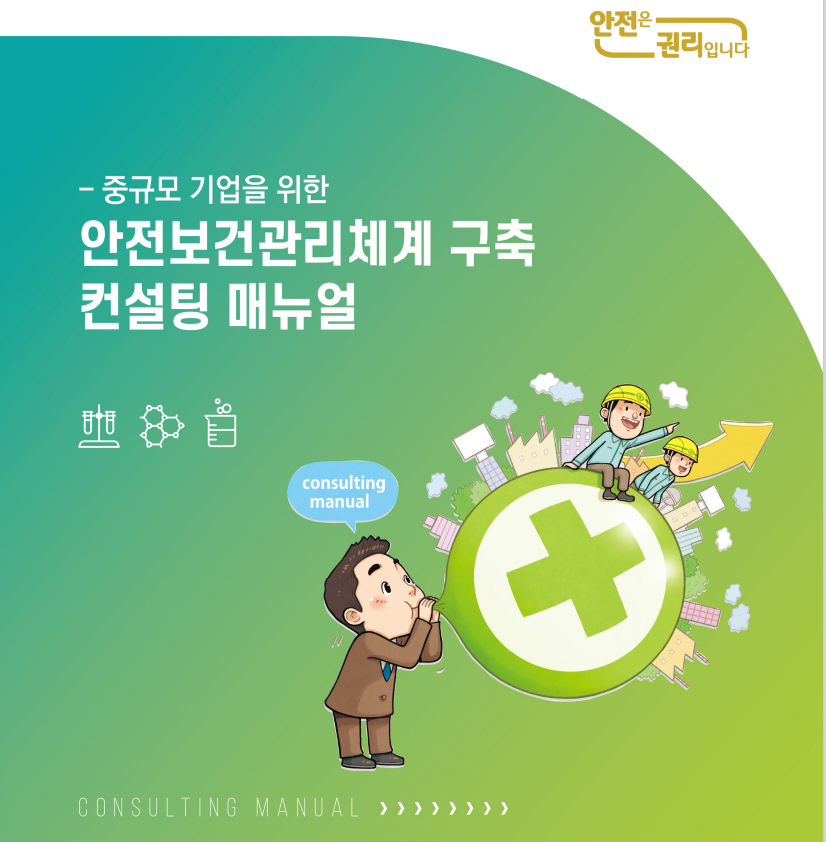 안전은
권리입니다
- 중규모 기업을 위한
안전보건관리체계 구축
컨설팅 매뉴얼
consulting
manual
CONSULTING MANUAL